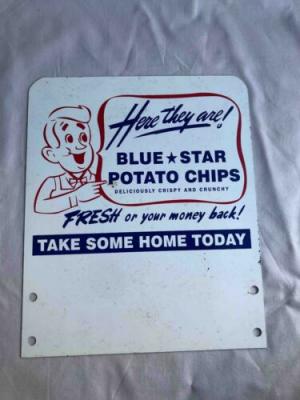 Here they are!
BLUE★STAR
POTATO CHIPS
DELICIOUSLY CRISPY AND CRUNCHY
FRESH or your money back!
TAKE SOME HOME TODAY